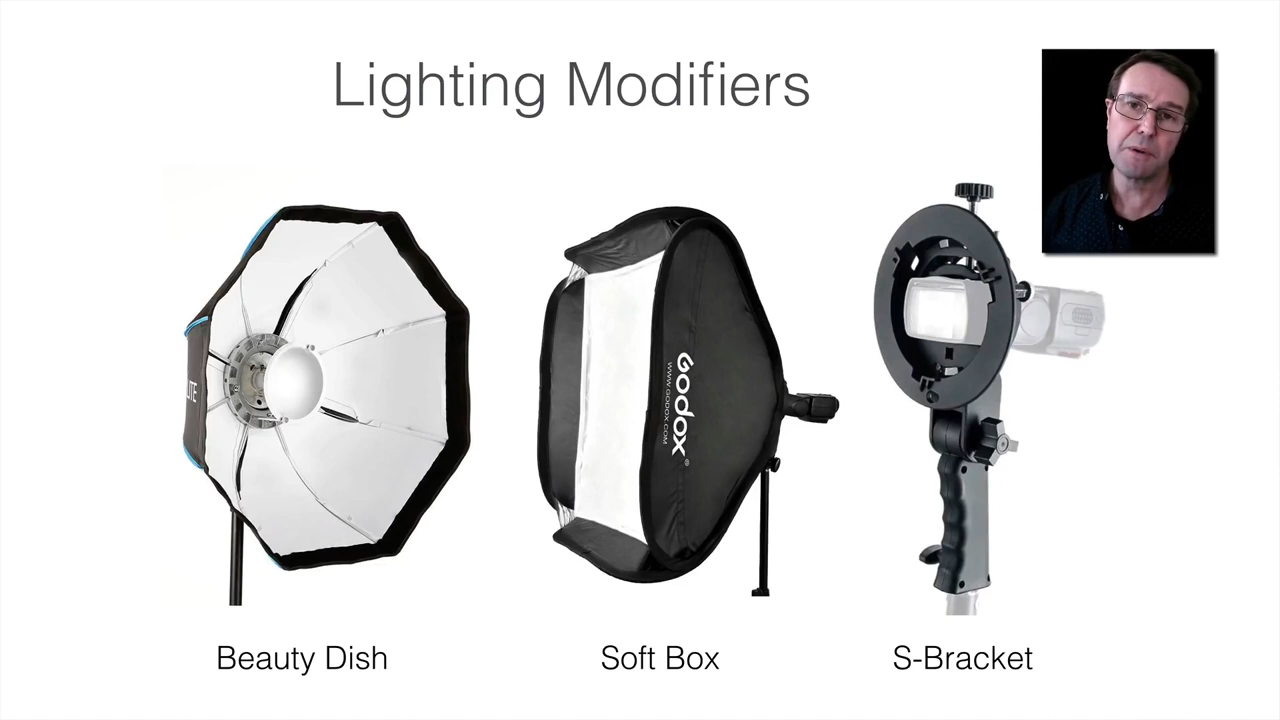 Lighting Modifiers
LITE
Godox®
WWW.GODOX.COM
Beauty Dish
Soft Box
S-Bracket